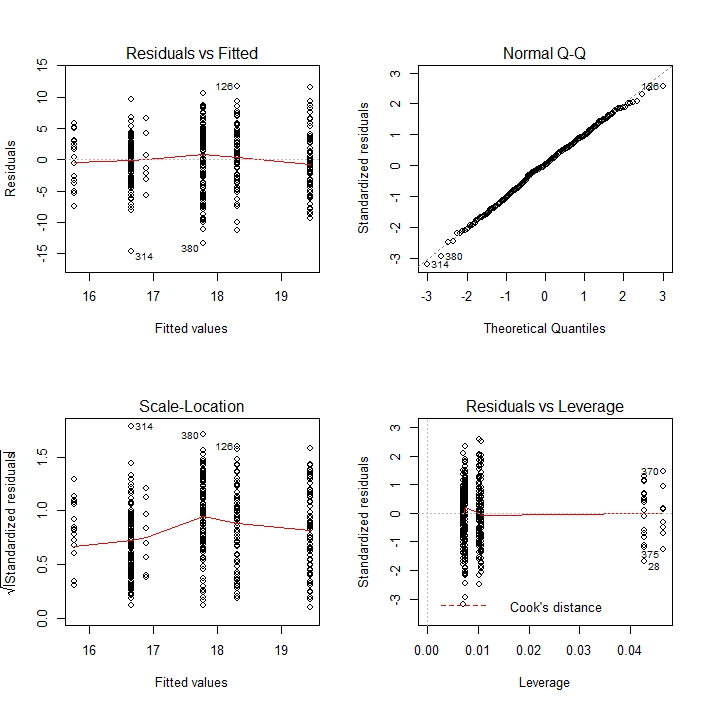 Residuals vs Fitted
Residuals
15
10
5
0
-5
-10
-15
126
314
380
16 17 18 19
Fitted values
Normal Q-Q
Standardized residuals
3
2
1
0
-1
-2
-3
126
380
314
-3 -2 -1 0 1 2 3
Theoretical Quantiles
Scale-Location
√|Standardized residuals|
1.5
1.0
0.5
0.0
314
380
126
16 17 18 19
Fitted values
Residuals vs Leverage
Standardized residuals
3
2
1
0
-1
-2
-3
370
375
28
Cook's distance
0.00 0.01 0.02 0.03 0.04
Leverage